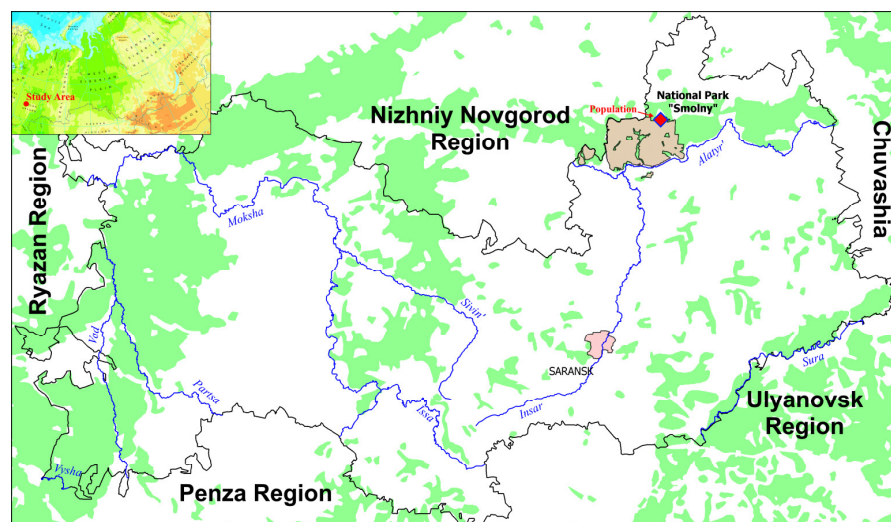 Study Area
National Park
"Smolny"
Population
Nizhniy Novgorod
Region
Alatyr'
Chuvashia
Ryazan Region
Moksha
Sivin'
Vod
Partsa
SARANSK
Sura
Issa
Insar
Ulyanovsk
Region
Vysha
Penza Region